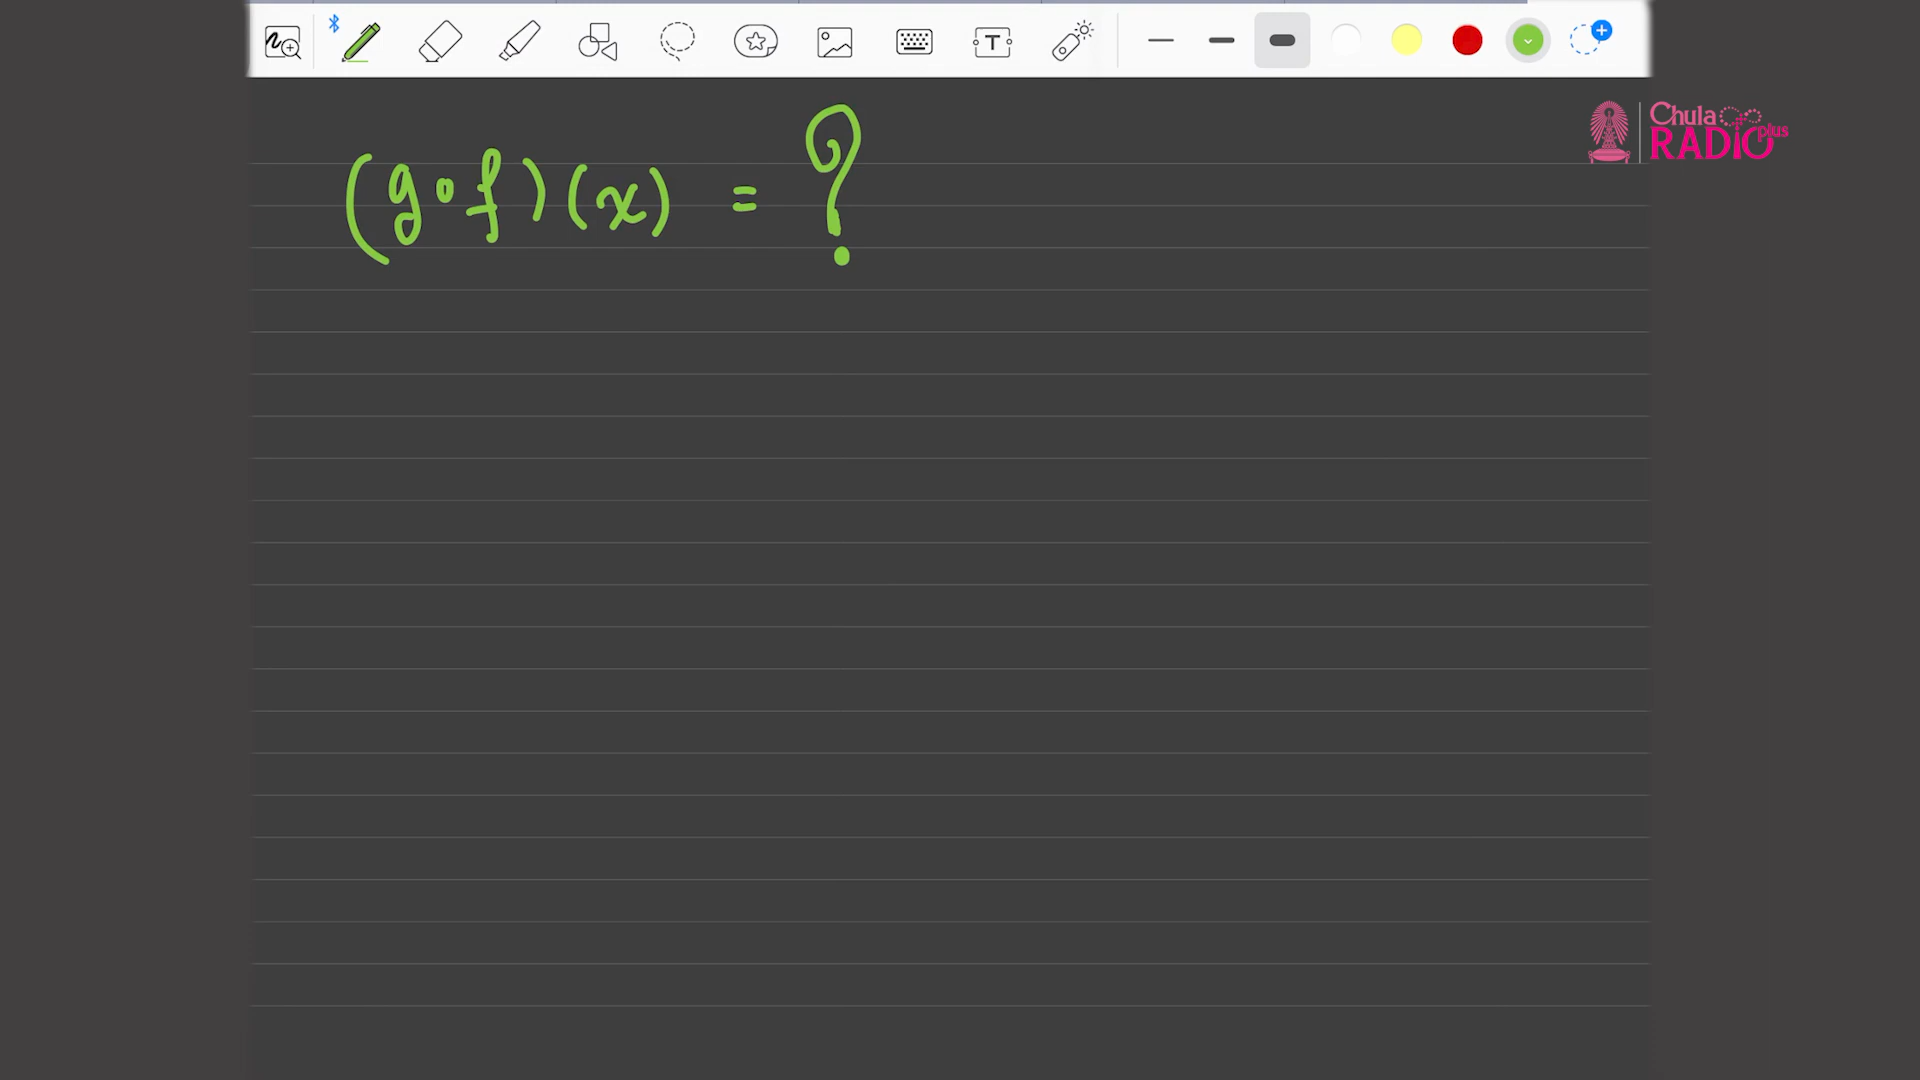 (g∘f)(x) = ?
Chula
RADIO plus
T